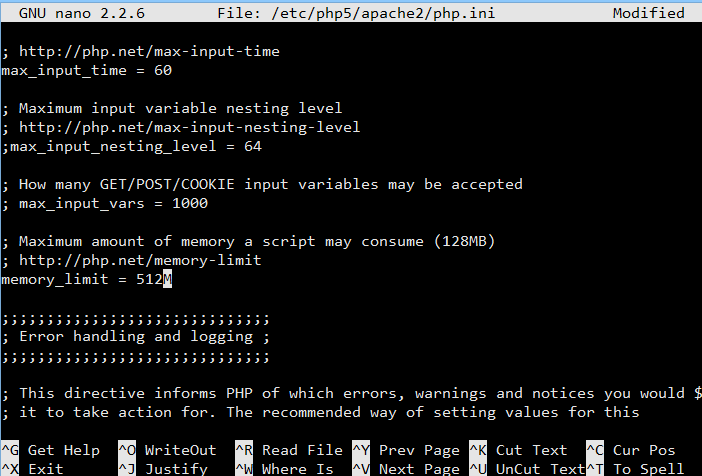 GNU nano 2.2.6 File: /etc/php5/apache2/php.ini Modified
; http://php.net/max-input-time
max_input_time = 60
; Maximum input variable nesting level
; http://php.net/max-input-nesting-level
;max_input_nesting_level = 64
; How many GET/POST/COOKIE input variables may be accepted
; max_input_vars = 1000
; Maximum amount of memory a script may consume (128MB)
; http://php.net/memory-limit
memory_limit = 512M
;;;;;;;;;;;;;;;;;;;;;;;;;;;;;;
; Error handling and logging ;
;;;;;;;;;;;;;;;;;;;;;;;;;;;;;;
; This directive informs PHP of which errors, warnings and notices you would $
; it to take action for. The recommended way of setting values for this
^G Get Help ^O WriteOut ^R Read File ^Y Prev Page ^K Cut Text ^C Cur Pos
^X Exit ^J Justify ^W Where Is ^V Next Page ^U UnCut Text ^T To Spell